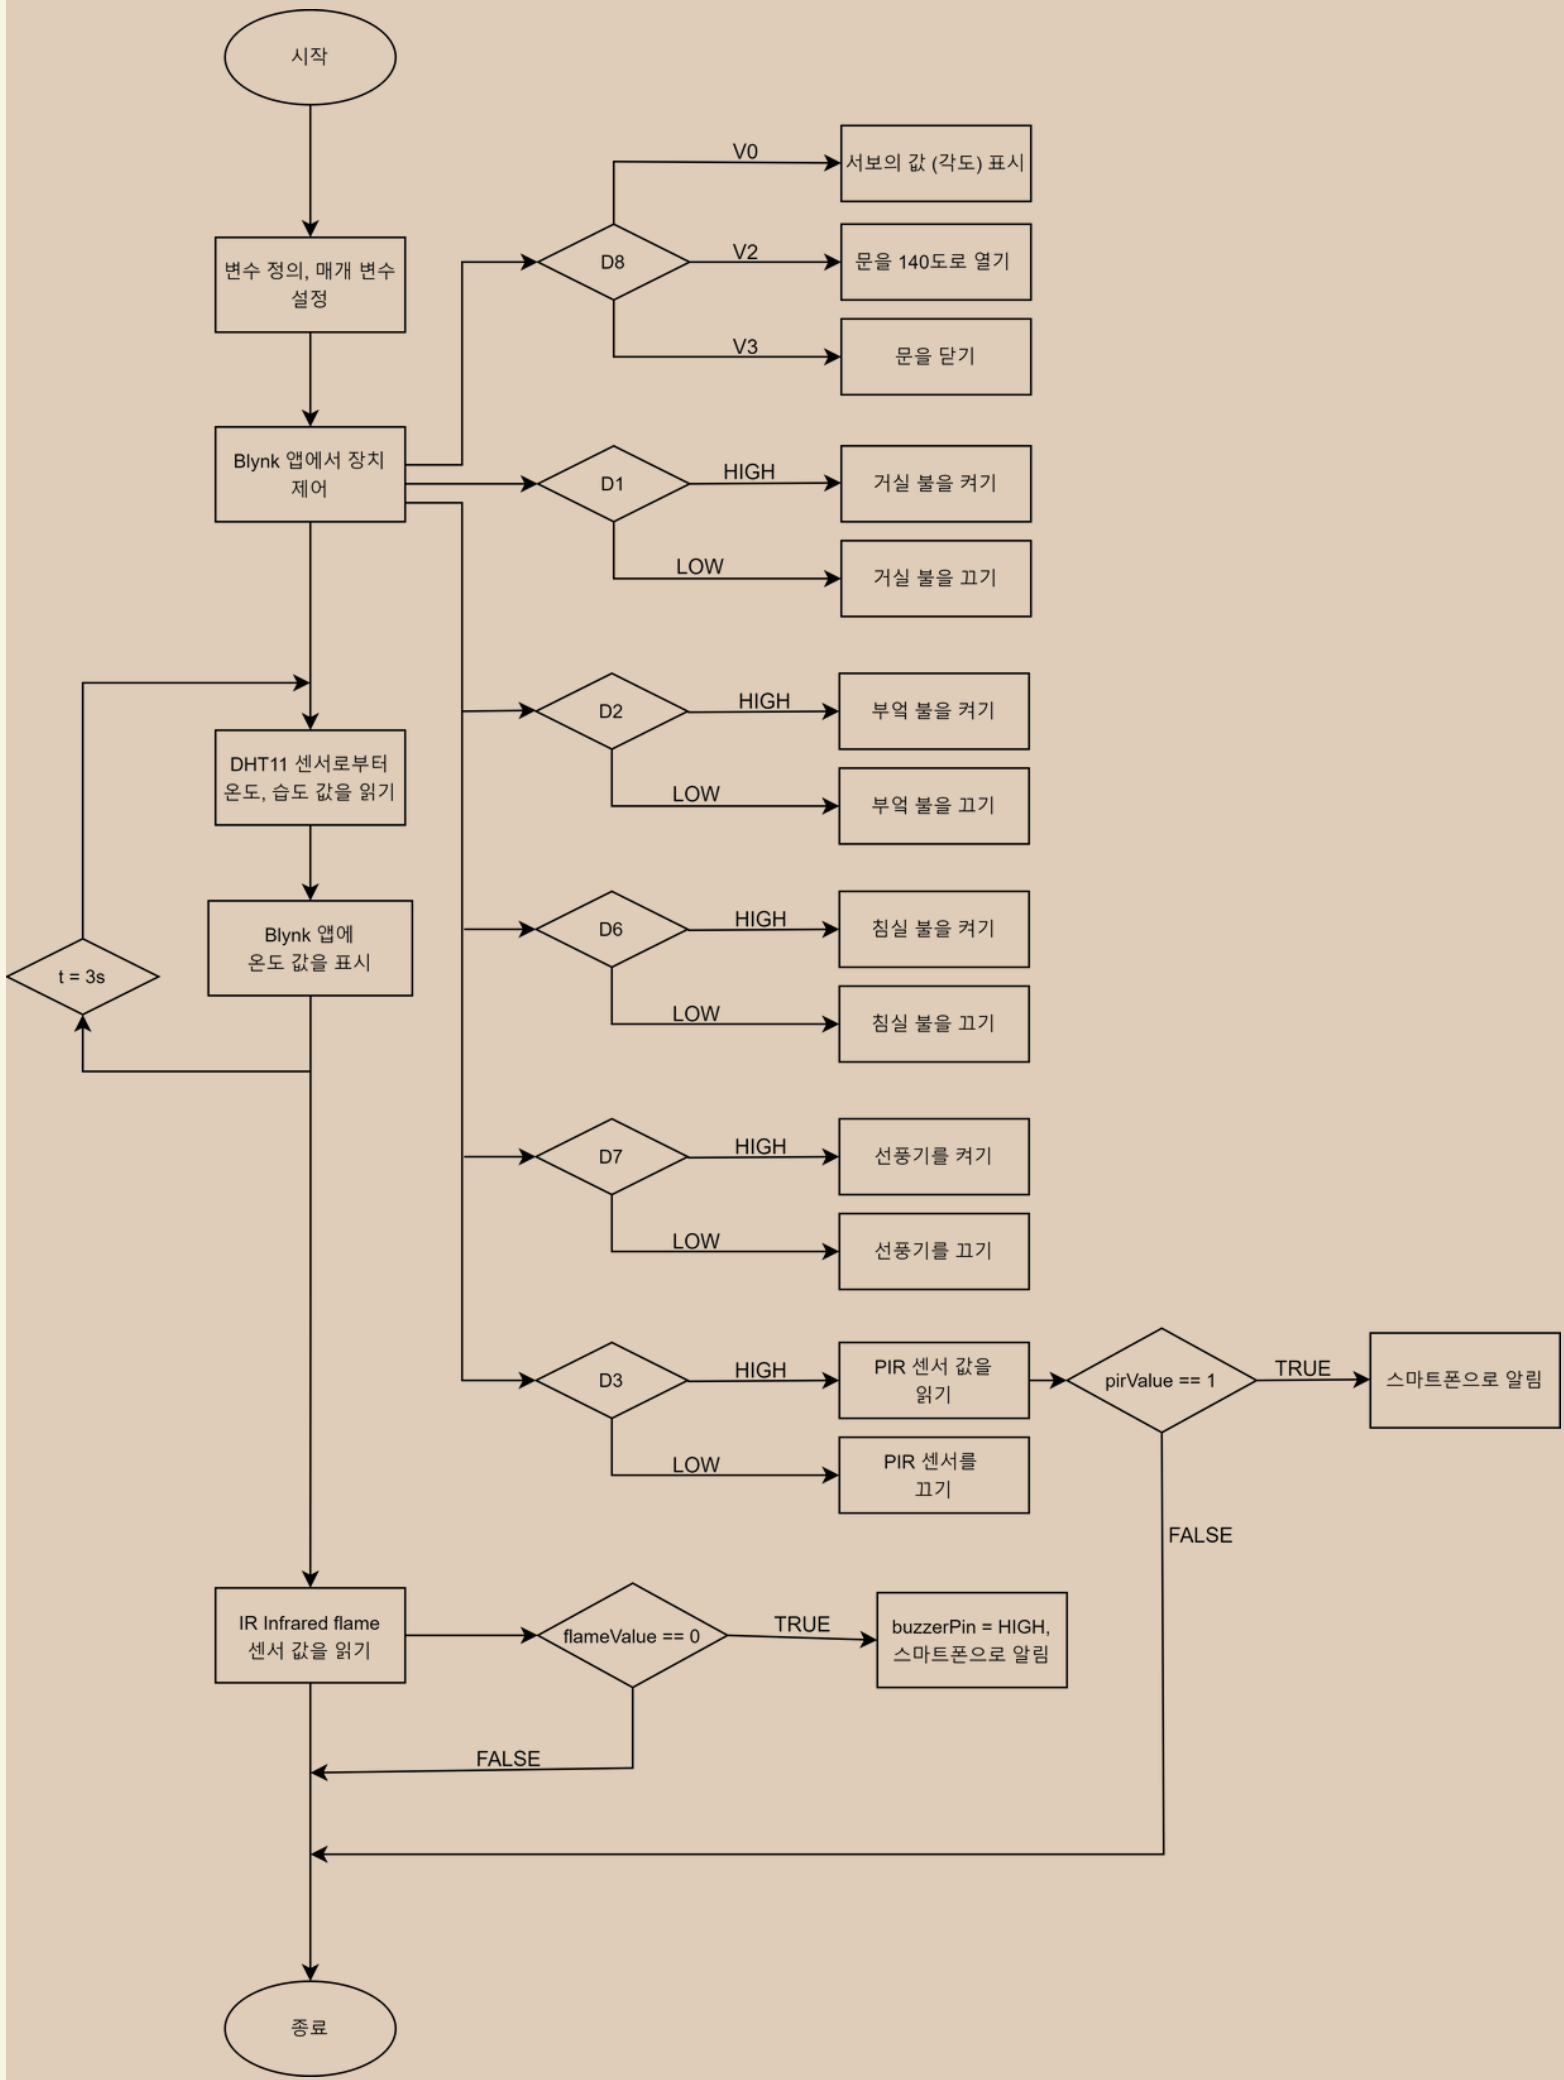 시작
변수 정의, 매개 변수
설정
Blynk 앱에서 장치
제어
D8
V0
서보의 값 (각도) 표시
V2
문을 140도로 열기
V3
문을 닫기
D1
HIGH
거실 불을 켜기
LOW
거실 불을 끄기
D2
HIGH
부엌 불을 켜기
LOW
부엌 불을 끄기
D6
HIGH
침실 불을 켜기
LOW
침실 불을 끄기
D7
HIGH
선풍기를 켜기
LOW
선풍기를 끄기
D3
HIGH
PIR 센서 값을
읽기
pirValue == 1
TRUE
스마트폰으로 알림
FALSE
LOW
PIR 센서를
끄기
DHT11 센서로부터
온도, 습도 값을 읽기
Blynk 앱에
온도 값을 표시
t = 3s
IR Infrared flame
센서 값을 읽기
flameValue == 0
TRUE
buzzerPin = HIGH,
스마트폰으로 알림
FALSE
종료